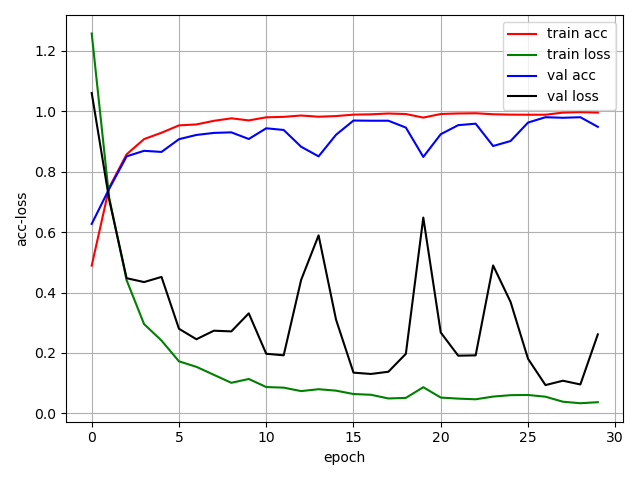 train acc
train loss
val acc
val loss
1.2
1.0
0.8
0.6
0.4
0.2
0.0
acc-loss
0 5 10 15 20 25 30
epoch